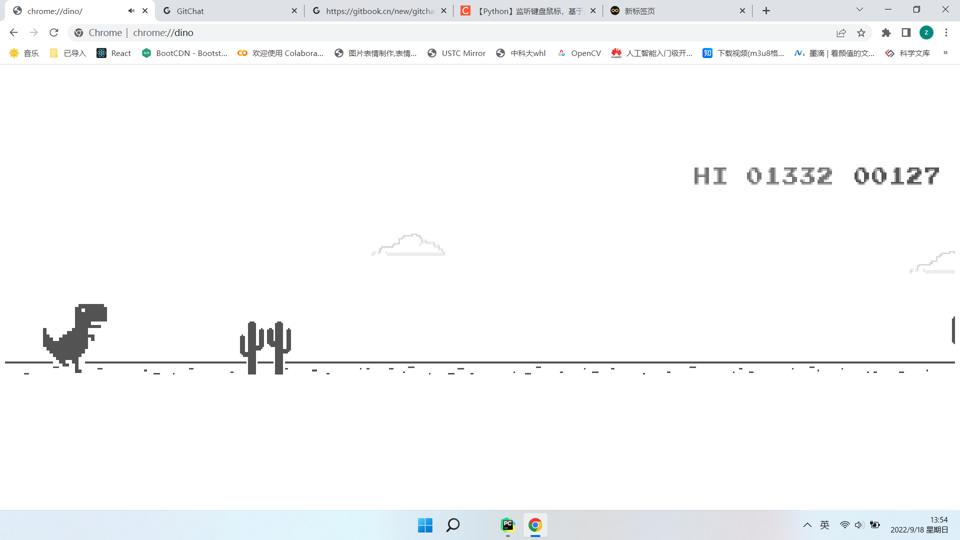 chrome://dino/
GitChat
https://gitbook.cn/new/gitcha
【Python】监听键盘鼠标，基于
新标签页
Chrome | chrome://dino
音乐
已导入
React
BootCDN - Bootst...
欢迎使用 Colabora...
图片表情制作,表情...
USTC Mirror
中科大whl
OpenCV
人工智能入门级开...
下载视频(m3u8格...
墨滴 | 看颜值的文...
科学文库
»
HI 01332 00127
英
13:54
2022/9/18 星期日